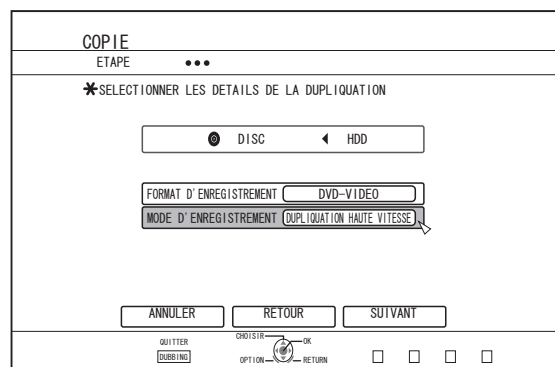 COPIE
ETAPE
SELECTIONNER LES DETAILS DE LA DUPLIQUATION
DISC HDD
FORMAT D'ENREGISTREMENT DVD-VIDEO
MODE D'ENREGISTREMENT DUPLIQUATION HAUTE VITESSE
ANNULER RETOUR SUIVANT
QUITTER CHOISIR OK
DUBBING OPTION RETURN